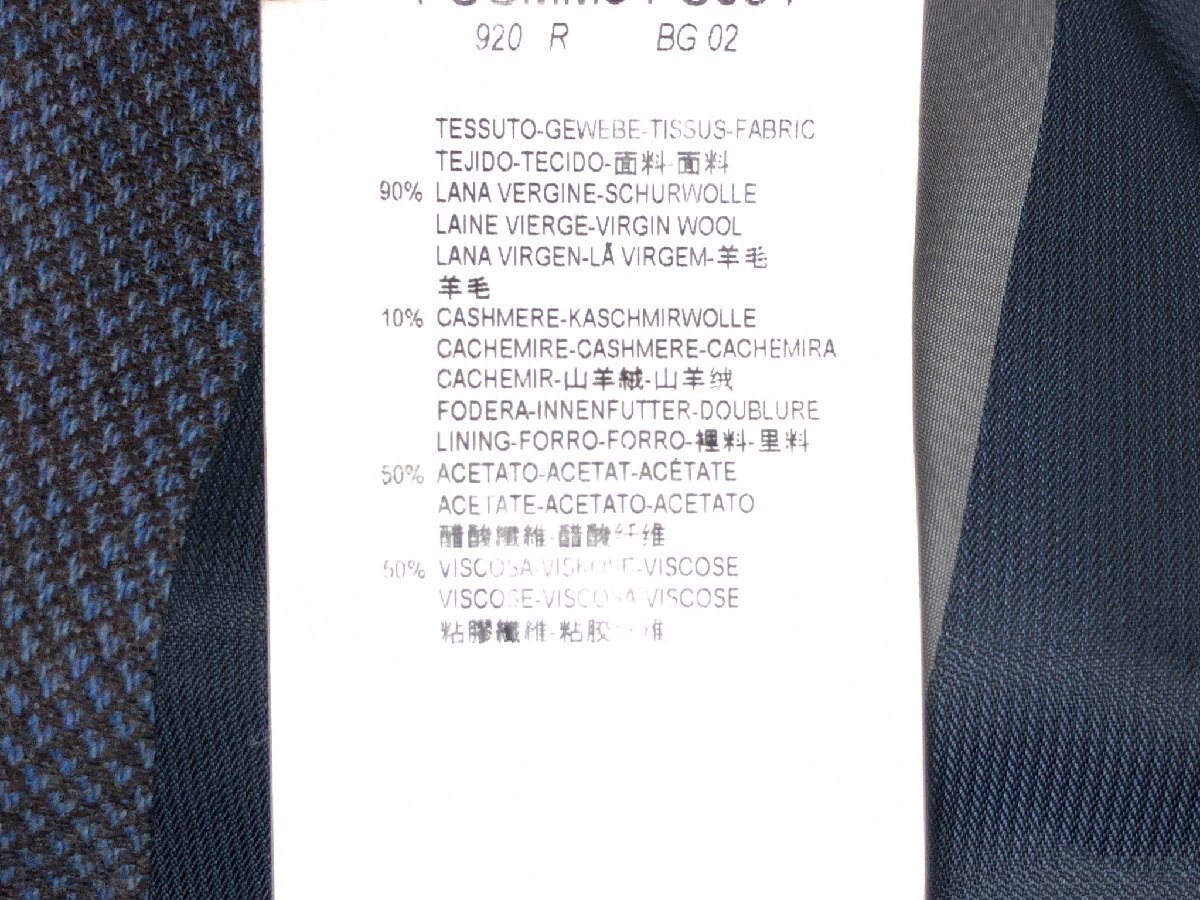 920 R BG 02
TESSUTO-GEWEBE-TISSUS-FABRIC
TEJIDO-TECIDO-面料-面料
90% LANA VERGINE-SCHURWOLLE
LAINE VIERGE-VIRGIN WOOL
LANA VIRGEN-LÃ VIRGEM-羊毛
羊毛
10% CASHMERE-KASCHMIRWOLLE
CACHEMIRE-CASHMERE-CACHEMIRA
CACHEMIR-山羊絨-山羊绒
FODERA-INNENFUTTER-DOUBLURE
LINING-FORRO-FORRO-裡料-里料
50% ACETATO-ACETAT-ACÉTATE
ACETATE-ACETATO-ACETATO
醋酸纖維-醋酸纤维
50% VISCOSA-VISKOSE-VISCOSE
VISCOSE-VISCOSA-VISCOSE
粘膠纖維-粘胶纤维